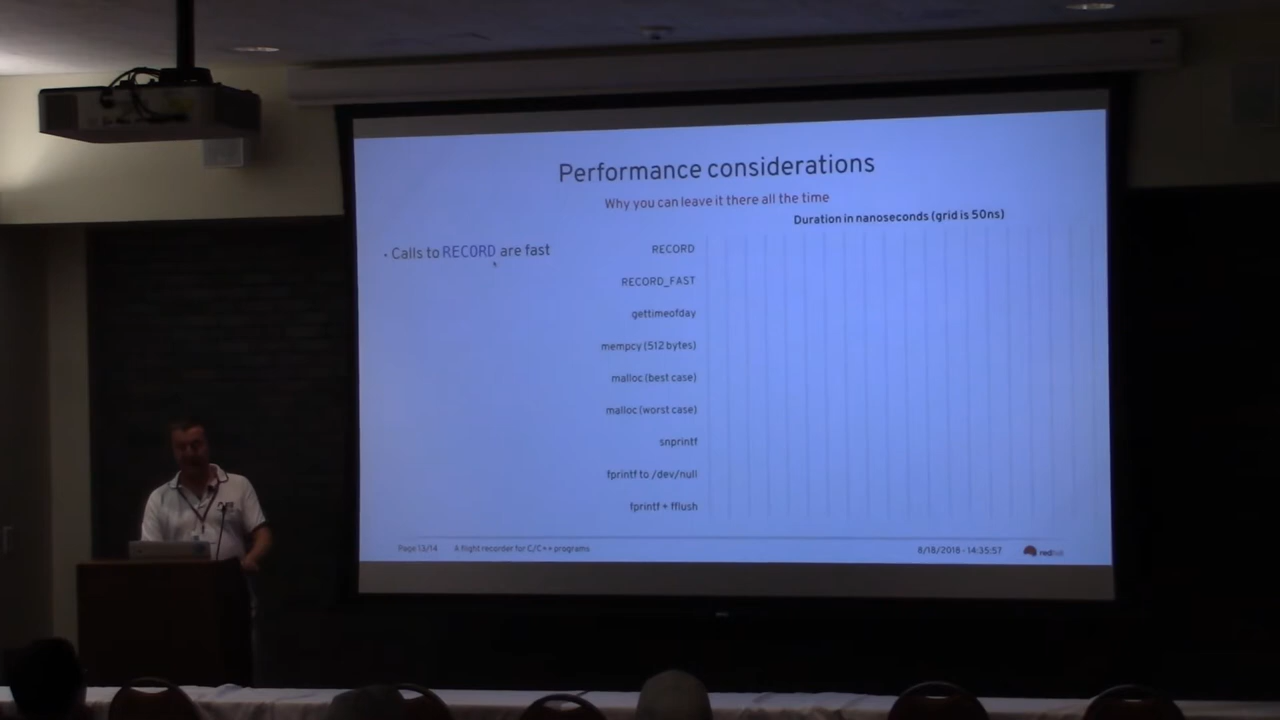 Performance considerations
Why you can leave it there all the time
Duration in nanoseconds (grid is 50ns)
• Calls to RECORD are fast
RECORD
RECORD_FAST
gettimeofday
mempcy (512 bytes)
malloc (best case)
malloc (worst case)
snprintf
fprintf to /dev/null
fprintf + fflush
Page 13/14 A flight recorder for C/C++ programs 8/18/2018 - 14:35:57 redhat